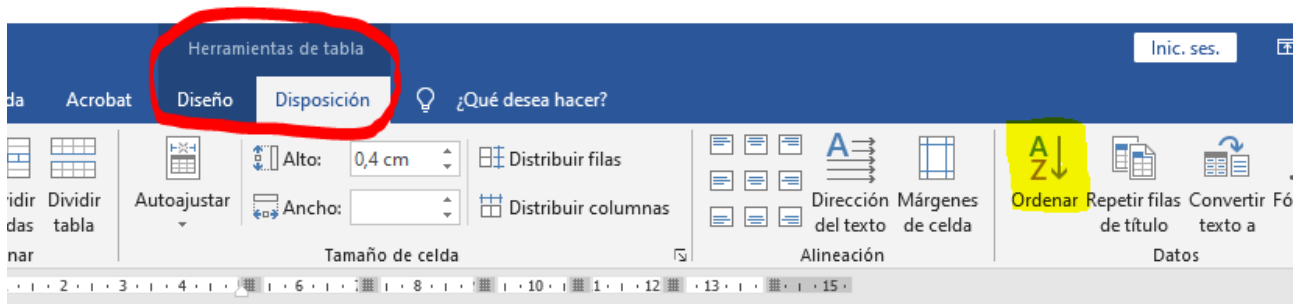 Herramientas de tabla
Inic. ses.
da Acrobat Diseño Disposición ¿Qué desea hacer?
Alto: 0,4 cm Distribuir filas
vidir Dividir Autoajustar Ancho: Distribuir columnas Dirección Márgenes Ordenar Repetir filas Convertir Fó
das tabla del texto de celda de título texto a
nar Tamaño de celda Alineación Datos
2 3 4 6 8 10 1 12 13 15